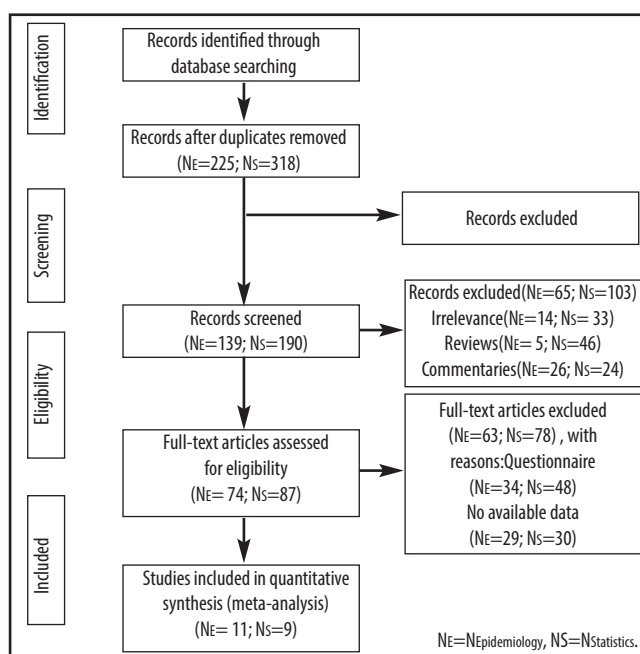 Identification
Records identified through
database searching
Records after duplicates removed
(NE=225; NS=318)
Screening
Records excluded
Records screened
(NE=139; NS=190)
Records excluded(NE=65; NS=103)
Irrelevance(NE=14; NS= 33)
Reviews(NE= 5; NS=46)
Commentaries(NE=26; NS=24)
Eligibility
Full-text articles assessed
for eligibility
(NE= 74; NS=87)
Full-text articles excluded
(NE=63; NS=78) , with
reasons:Questionnaire
(NE=34; NS=48)
No available data
(NE=29; NS=30)
Included
Studies included in quantitative
synthesis (meta-analysis)
(NE= 11; NS=9)
NE=NEpidemiology, NS=NStatistics.